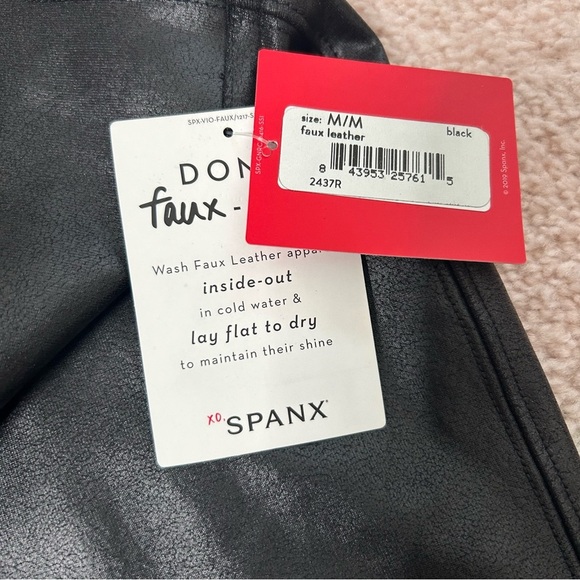 SPX-VIO-FAUX/1217-S
DON
faux-
Wash Faux Leather appa
inside-out
in cold water &
lay flat to dry
to maintain their shine
xo, SPANX®
size: M/M
faux leather black
8 43953 25761 5
2437R
© 2019 Spanx, Inc.